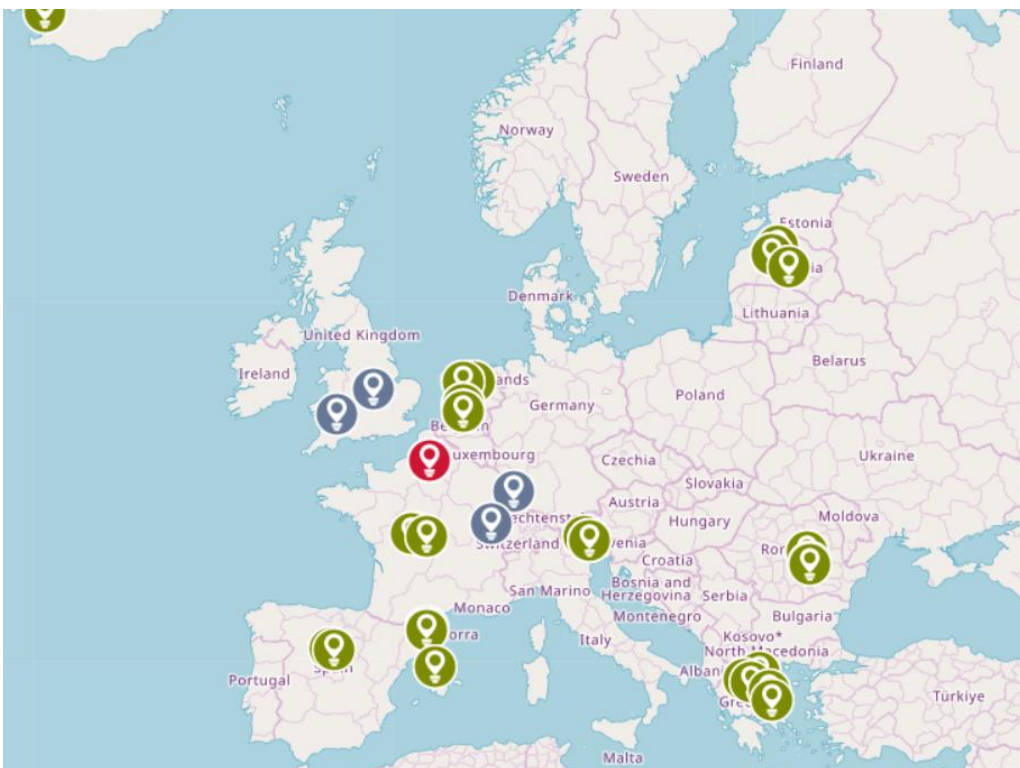 Finland
Norway
Sweden
Estonia
Denmark
Lithuania
United Kingdom
Ireland
Belarus
Germany
Poland
Ukraine
Czechia
Slovakia
Austria
Moldova
Hungary
Switzerland
Croatia
San Marino
Bosnia and
Herzegovina
Serbia
Monaco
Montenegro
Bulgaria
Italy
Kosovo*
North Macedonia
Portugal
Türkiye
Malta